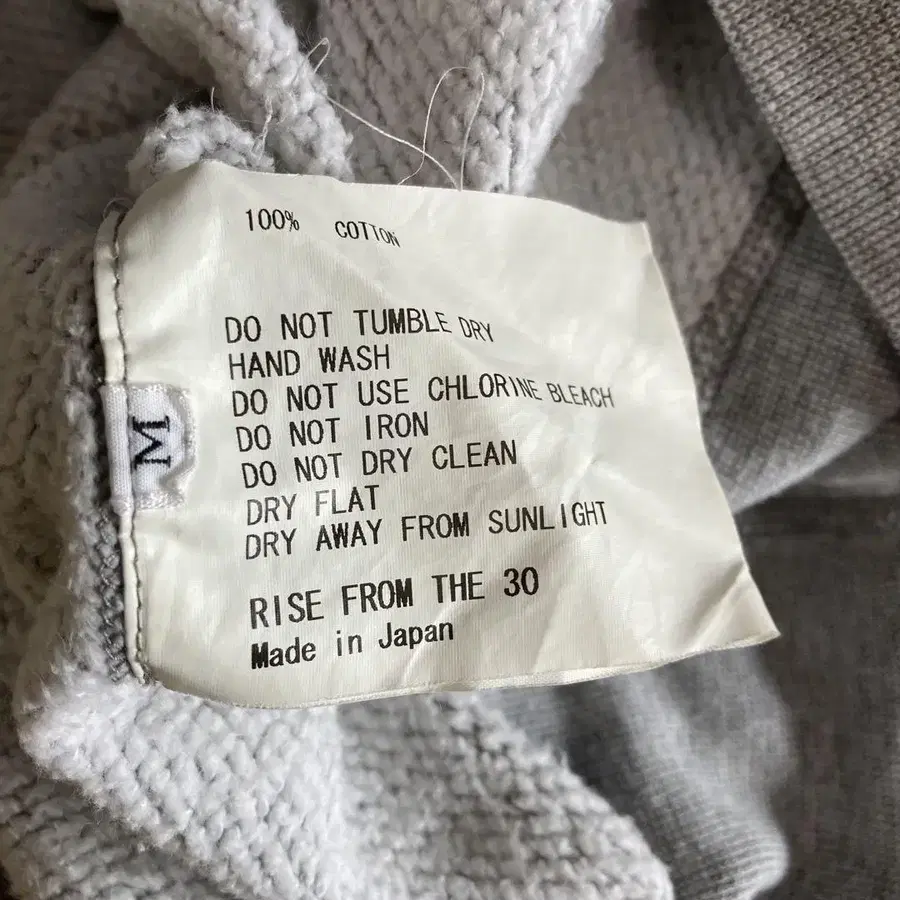 100% COTTON
DO NOT TUMBLE DRY
HAND WASH
DO NOT USE CHLORINE BLEACH
DO NOT IRON
DO NOT DRY CLEAN
DRY FLAT
DRY AWAY FROM SUNLIGHT
RISE FROM THE 30
Made in Japan
M